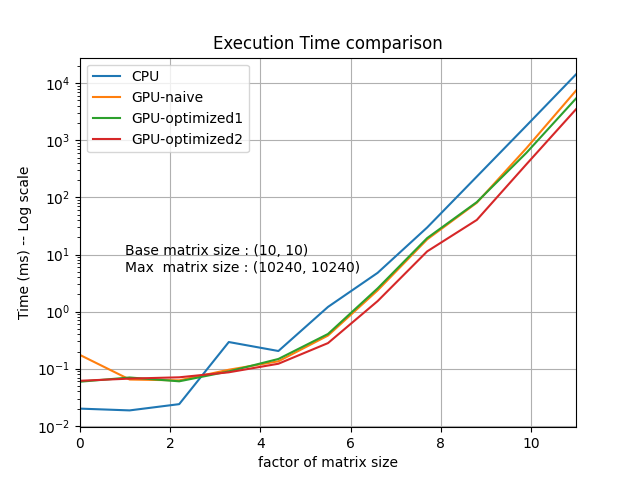 Execution Time comparison
CPU
GPU-naive
GPU-optimized1
GPU-optimized2
Base matrix size : (10, 10)
Max  matrix size : (10240, 10240)
Time (ms) -- Log scale
10⁴
10³
10²
10¹
10⁰
10⁻¹
10⁻²
0 2 4 6 8 10
factor of matrix size